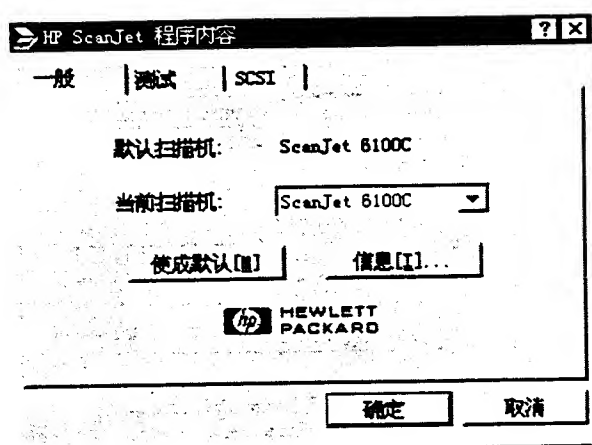 HP ScanJet 程序内容
一般 测试 SCSI
默认扫描机: ScanJet 6100C
当前扫描机: ScanJet 6100C
使成默认[M] 信息[I]...
hp HEWLETT
PACKARD
确定 取消